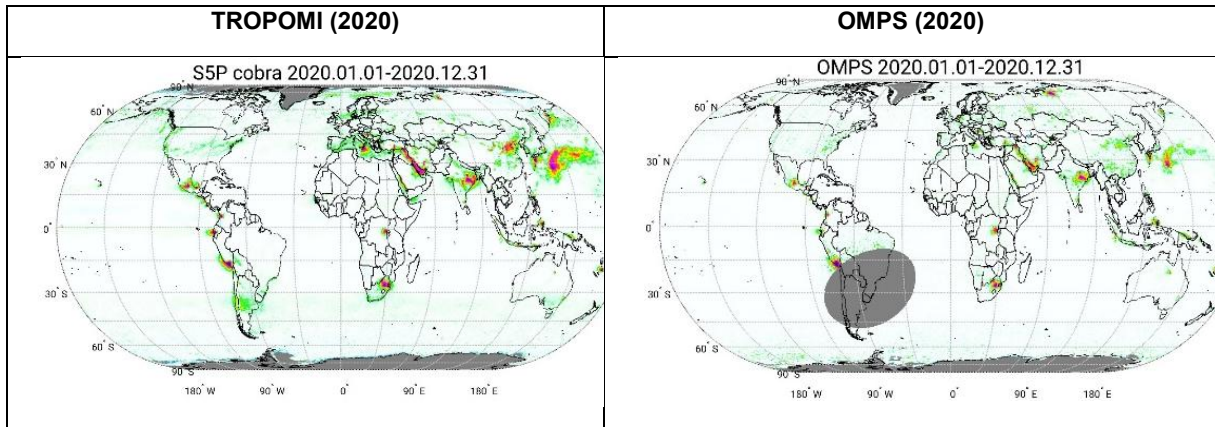 TROPOMI (2020)
OMPS (2020)
S5P cobra 2020.01.01-2020.12.31
90°N
60°N
30°N
0°
30°S
60°S
90°S
180°W
90°W
0°
90°E
180°E
OMPS 2020.01.01-2020.12.31
90°N
60°N
30°N
0°
30°S
60°S
90°S
180°W
90°W
0°
90°E
180°E